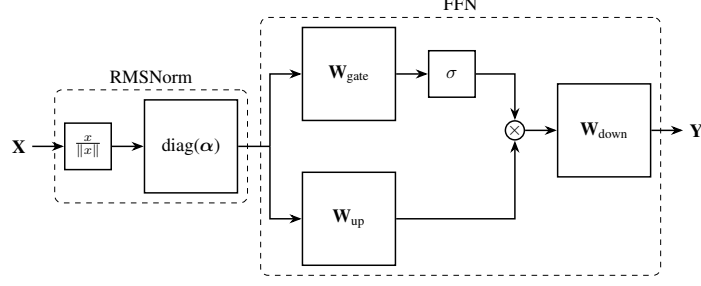 FFN
RMSNorm
X
x/‖x‖
diag(α)
W_gate
σ
W_up
⊗
W_down
Y